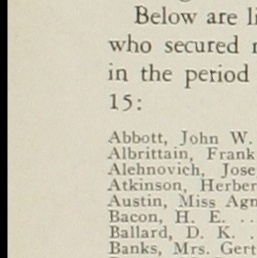 Below are li
who secured
in the period
15:
Abbott, John W.
Albrittain, Frank
Alehnovich, Jose
Atkinson, Herber
Austin, Miss Agn
Bacon, H. E. ..
Ballard, D. K. .
Banks, Mrs. Gert